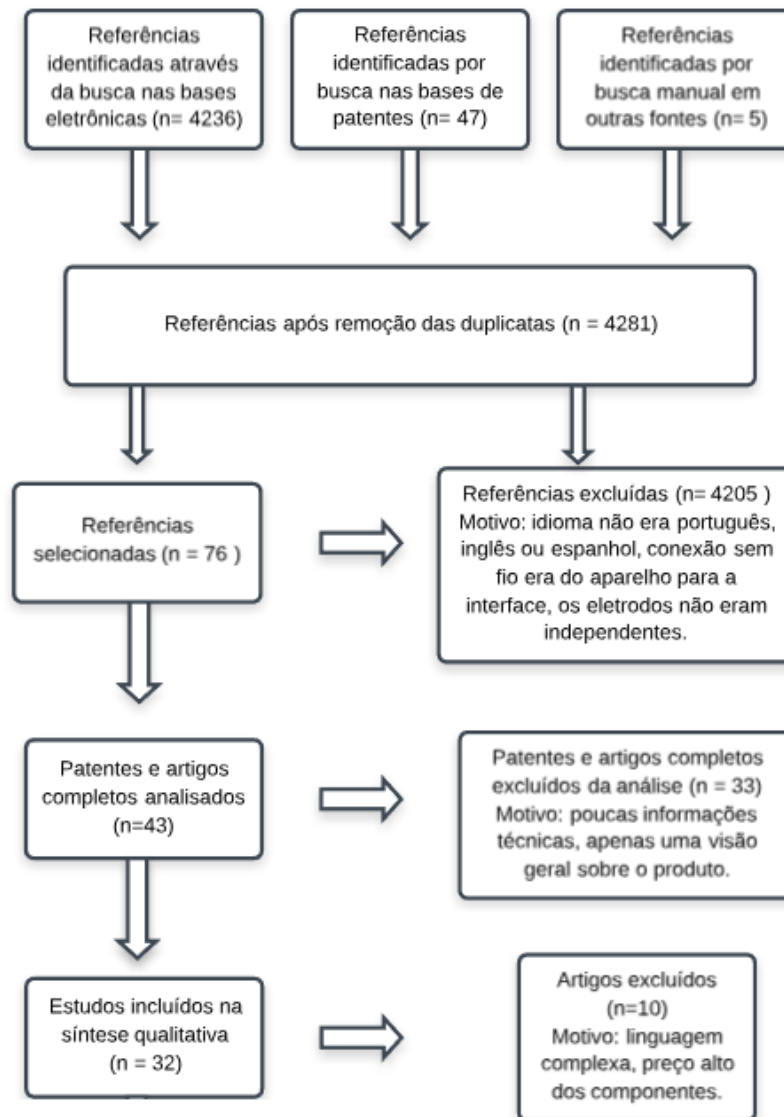 Referências
identificadas através
da busca nas bases
eletrônicas (n= 4236)
Referências
identificadas por
busca nas bases de
patentes (n= 47)
Referências
identificadas por
busca manual em
outras fontes (n= 5)
Referências após remoção das duplicatas (n = 4281)
Referências
selecionadas (n = 76 )
Referências excluídas (n= 4205 )
Motivo: idioma não era português,
inglês ou espanhol, conexão sem
fio era do aparelho para a
interface, os eletrodos não eram
independentes.
Patentes e artigos
completos analisados
(n=43)
Patentes e artigos completos
excluídos da análise (n = 33)
Motivo: poucas informações
técnicas, apenas uma visão
geral sobre o produto.
Estudos incluídos na
síntese qualitativa
(n = 32)
Artigos excluídos
(n=10)
Motivo: linguagem
complexa, preço alto
dos componentes.